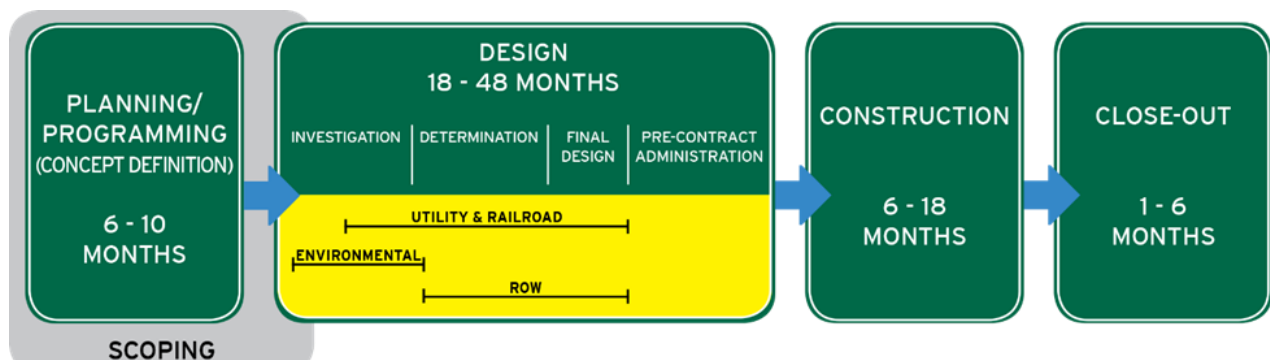 PLANNING/
PROGRAMMING
(CONCEPT DEFINITION)
6 - 10
MONTHS
SCOPING
DESIGN
18 - 48 MONTHS
INVESTIGATION
DETERMINATION
FINAL
DESIGN
PRE-CONTRACT
ADMINISTRATION
UTILITY & RAILROAD
ENVIRONMENTAL
ROW
CONSTRUCTION
6 - 18
MONTHS
CLOSE-OUT
1 - 6
MONTHS